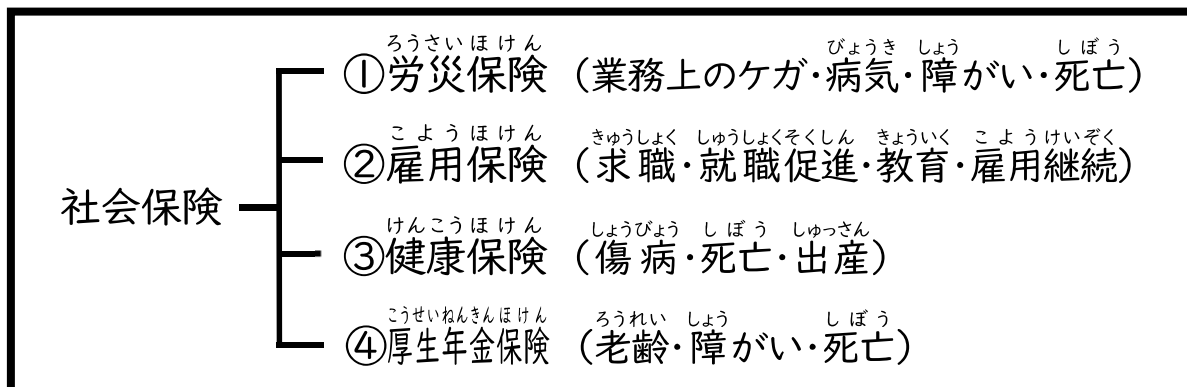 ろうさいほけん
①労災保険（業務上のケガ・病気・障がい・死亡）
びょうき しょう しぼう
こようほけん
②雇用保険（求職・就職促進・教育・雇用継続）
きゅうしょく しゅうしょくそくしん きょういく こようけいぞく
社会保険
けんこうほけん
③健康保険（傷病・死亡・出産）
しょうびょう しぼう しゅっさん
こうせいねんきんほけん
④厚生年金保険（老齢・障がい・死亡）
ろうれい しょう しぼう